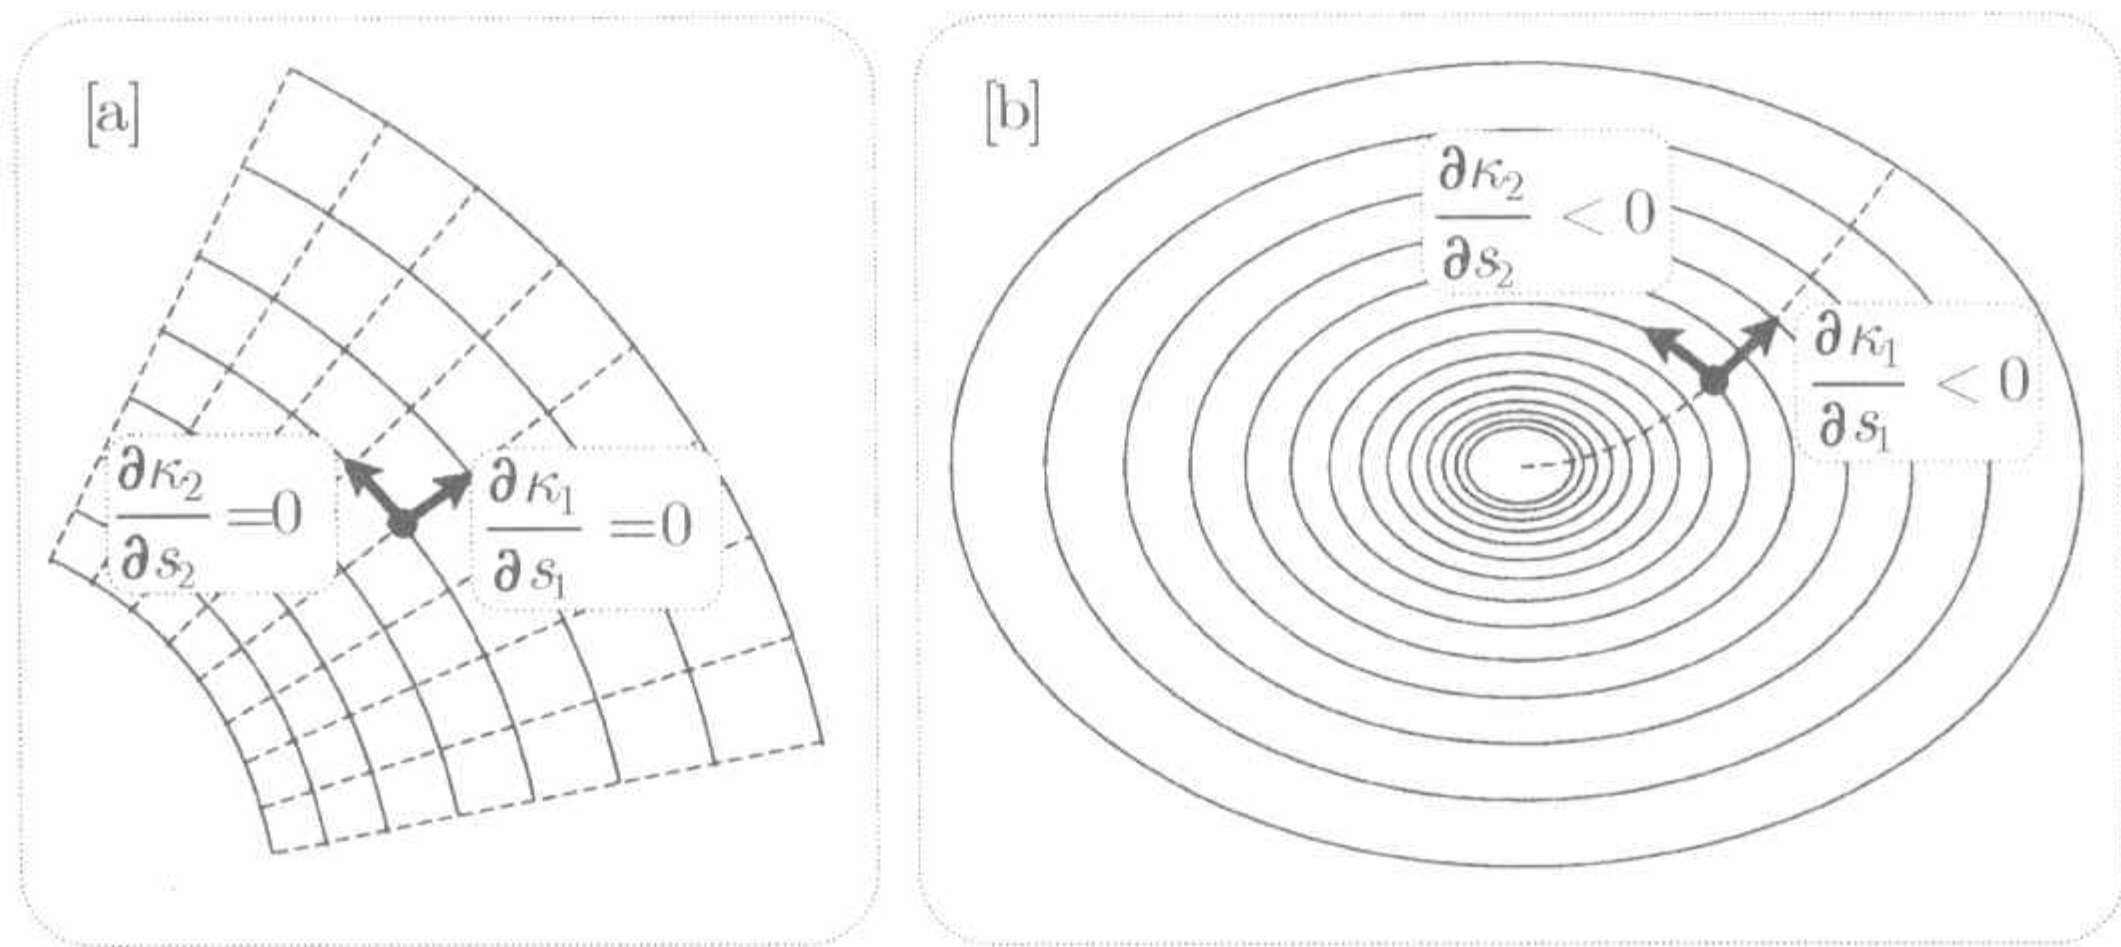 [a]
∂κ₂/∂s₂ =0
∂κ₁/∂s₁ =0
[b]
∂κ₂/∂s₂ < 0
∂κ₁/∂s₁ < 0